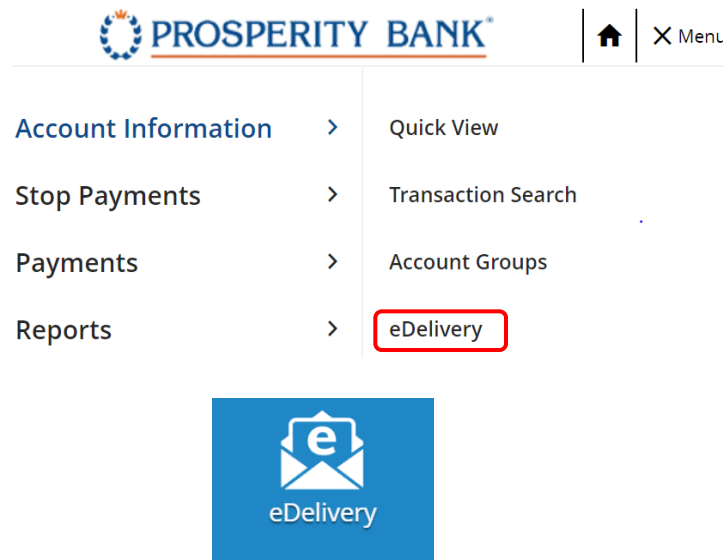 PROSPERITY BANK®
Menu
Account Information
Stop Payments
Payments
Reports
Quick View
Transaction Search
Account Groups
eDelivery
e
eDelivery